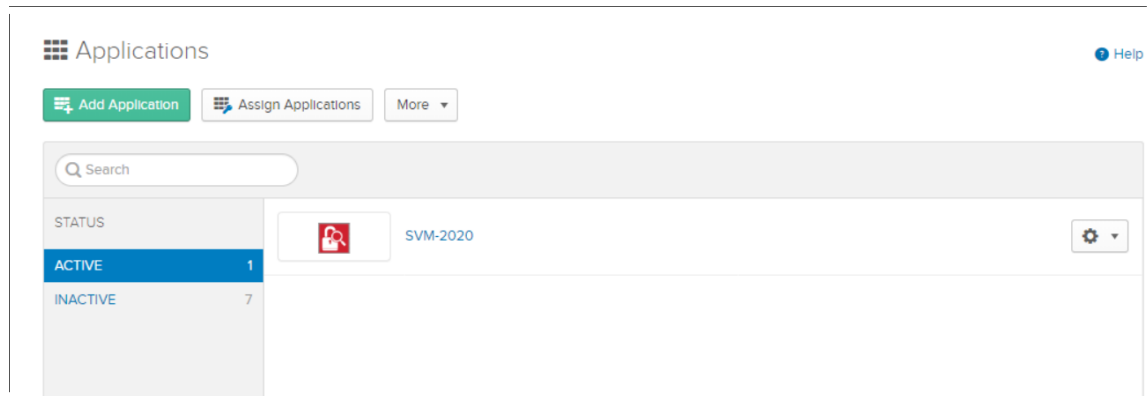 Applications
Help
Add Application
Assign Applications
More
Search
STATUS
SVM-2020
ACTIVE 1
INACTIVE 7